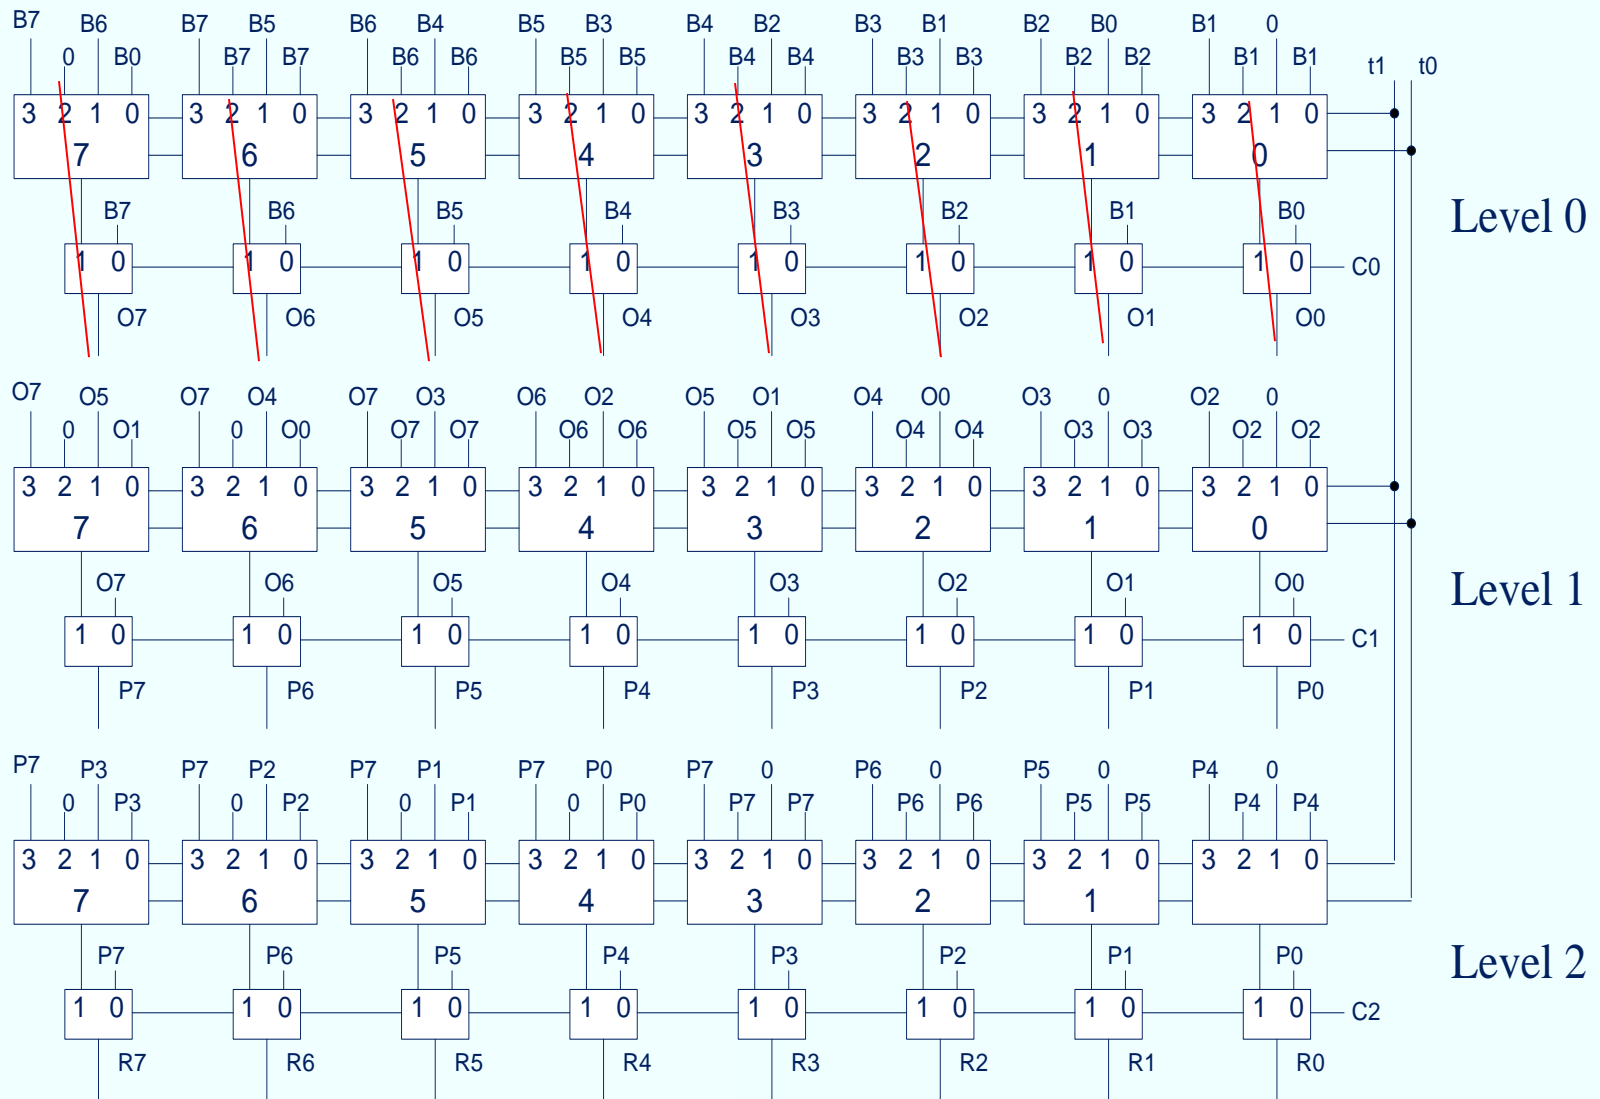 B7 B6 B7 B5 B6 B4 B5 B3 B4 B2 B3 B1 B2 B0 B1 0
0 B0 B7 B7 B6 B6 B5 B5 B4 B4 B3 B3 B2 B2 B1 B1 t1 t0
3 2 1 0 3 2 1 0 3 2 1 0 3 2 1 0 3 2 1 0 3 2 1 0 3 2 1 0 3 2 1 0
7 6 5 4 3 2 1 0
B7 B6 B5 B4 B3 B2 B1 B0 Level 0
1 0 1 0 1 0 1 0 1 0 1 0 1 0 1 0 C0
O7 O6 O5 O4 O3 O2 O1 O0
O7 O5 O7 O4 O7 O3 O6 O2 O5 O1 O4 O0 O3 0 O2 0
0 O1 0 O0 O7 O7 O6 O6 O5 O5 O4 O4 O3 O3 O2 O2
3 2 1 0 3 2 1 0 3 2 1 0 3 2 1 0 3 2 1 0 3 2 1 0 3 2 1 0 3 2 1 0
7 6 5 4 3 2 1 0
O7 O6 O5 O4 O3 O2 O1 O0 Level 1
1 0 1 0 1 0 1 0 1 0 1 0 1 0 1 0 C1
P7 P6 P5 P4 P3 P2 P1 P0
P7 P3 P7 P2 P7 P1 P7 P0 P7 0 P6 0 P5 0 P4 0
0 P3 0 P2 0 P1 0 P0 P7 P7 P6 P6 P5 P5 P4 P4
3 2 1 0 3 2 1 0 3 2 1 0 3 2 1 0 3 2 1 0 3 2 1 0 3 2 1 0 3 2 1 0
7 6 5 4 3 2 1
P7 P6 P5 P4 P3 P2 P1 P0 Level 2
1 0 1 0 1 0 1 0 1 0 1 0 1 0 1 0 C2
R7 R6 R5 R4 R3 R2 R1 R0